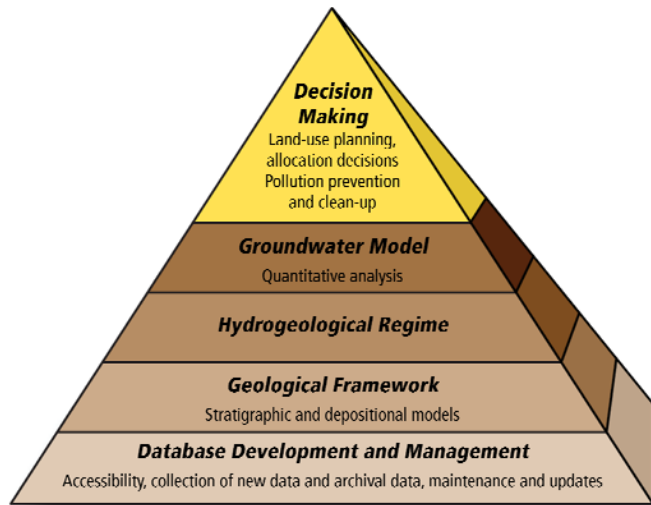 Decision
Making
Land-use planning,
allocation decisions
Pollution prevention
and clean-up
Groundwater Model
Quantitative analysis
Hydrogeological Regime
Geological Framework
Stratigraphic and depositional models
Database Development and Management
Accessibility, collection of new data and archival data, maintenance and updates